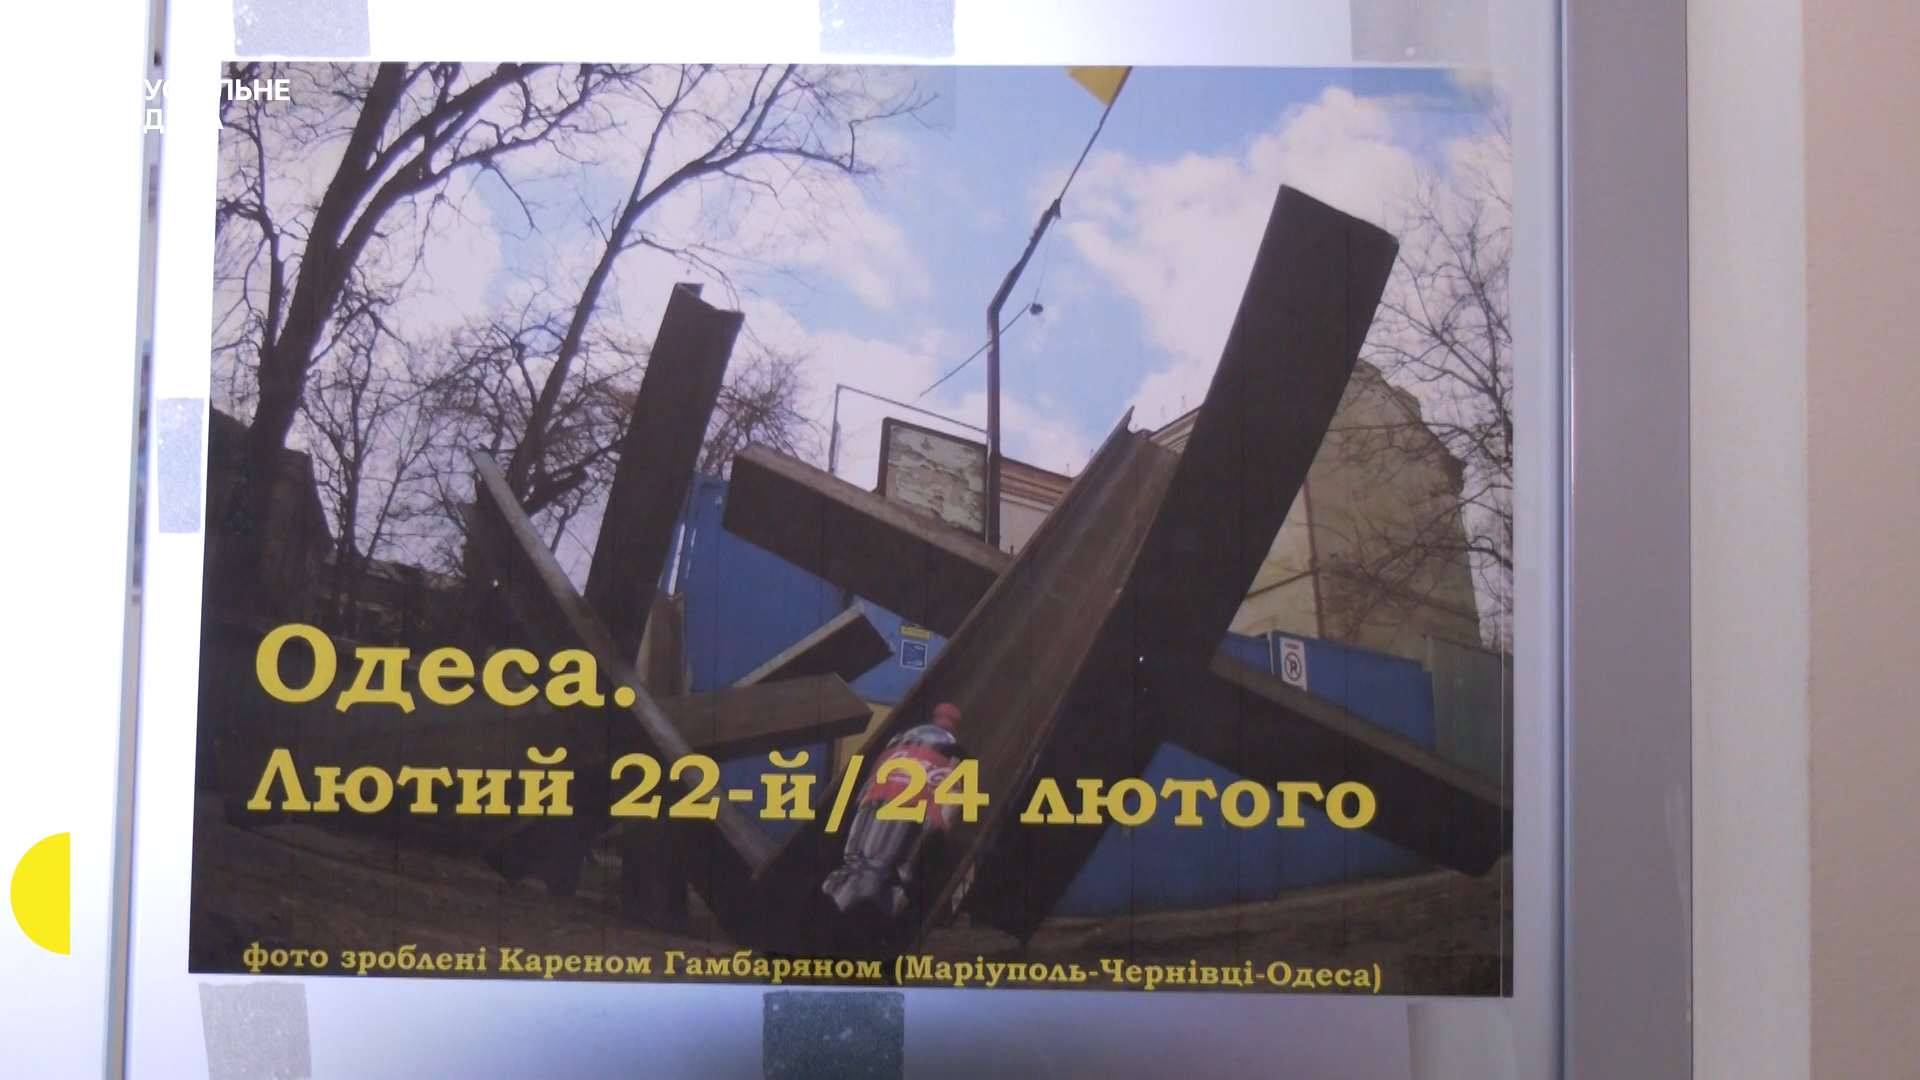 Одеса.
Лютий 22-й/24 лютого
фото зроблені Кареном Гамбаряном (Маріуполь-Чернівці-Одеса)